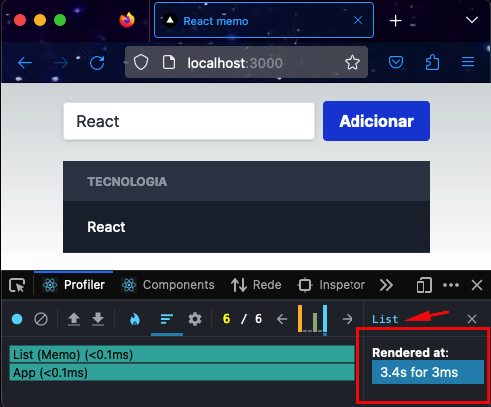 React memo
localhost:3000
React
Adicionar
TECNOLOGIA
React
Profiler
Components
Rede
Inspetor
6 / 6
List
List (Memo) (<0.1ms)
App (<0.1ms)
Rendered at:
3.4s for 3ms